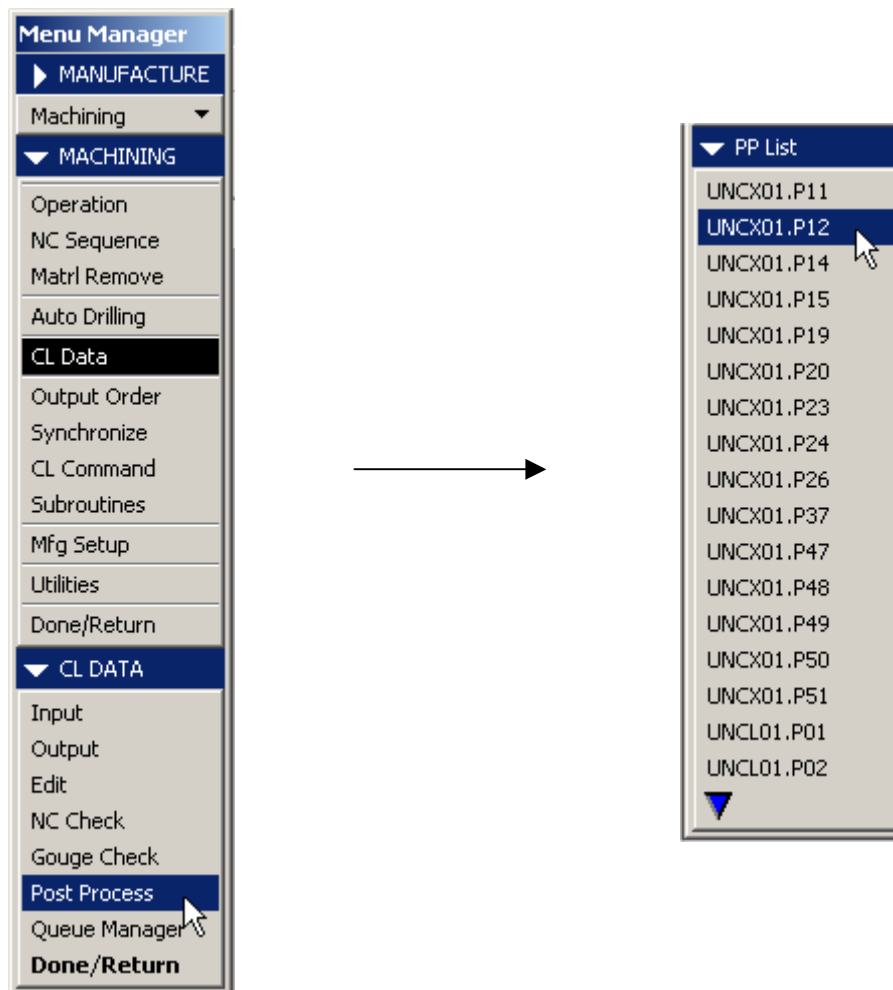 Menu Manager
MANUFACTURE
Machining
MACHINING
Operation
NC Sequence
Matrl Remove
Auto Drilling
CL Data
Output Order
Synchronize
CL Command
Subroutines
Mfg Setup
Utilities
Done/Return
CL DATA
Input
Output
Edit
NC Check
Gouge Check
Post Process
Queue Manager
Done/Return
PP List
UNCX01.P11
UNCX01.P12
UNCX01.P14
UNCX01.P15
UNCX01.P19
UNCX01.P20
UNCX01.P23
UNCX01.P24
UNCX01.P26
UNCX01.P37
UNCX01.P47
UNCX01.P48
UNCX01.P49
UNCX01.P50
UNCX01.P51
UNCL01.P01
UNCL01.P02